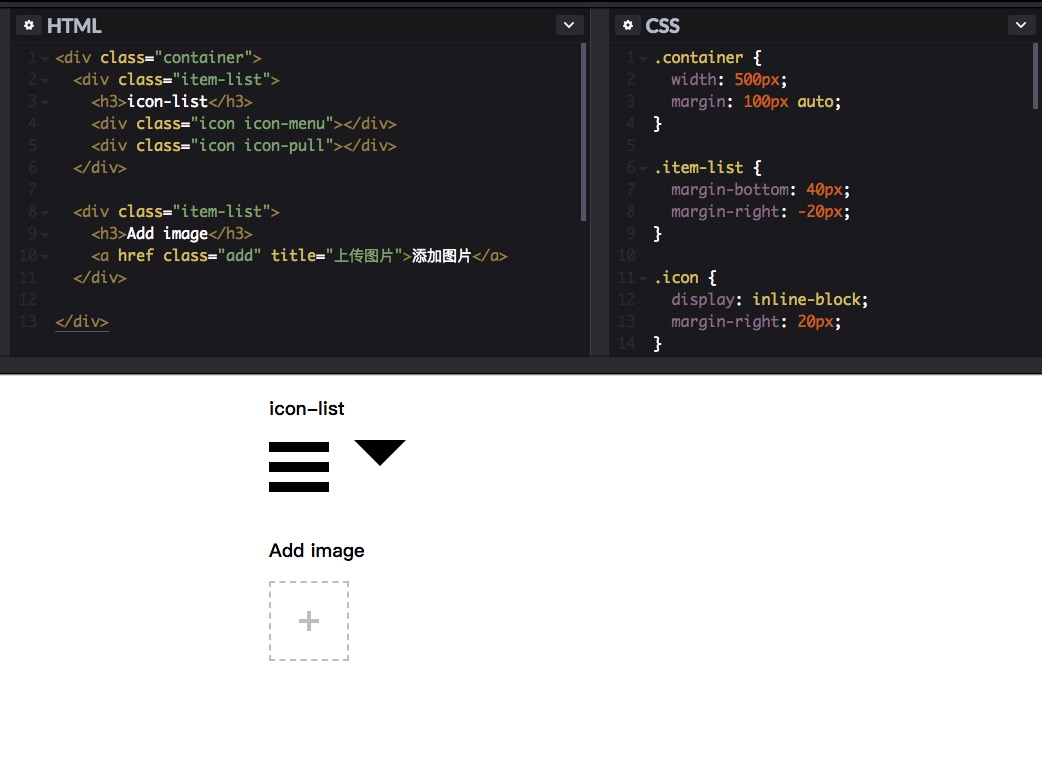 HTML
1 <div class="container">
2 <div class="item-list">
3 <h3>icon-list</h3>
4 <div class="icon icon-menu"></div>
5 <div class="icon icon-pull"></div>
6 </div>
7
8 <div class="item-list">
9 <h3>Add image</h3>
10 <a href class="add" title="上传图片">添加图片</a>
11 </div>
12
13 </div>
CSS
1 .container {
2 width: 500px;
3 margin: 100px auto;
4 }
5
6 .item-list {
7 margin-bottom: 40px;
8 margin-right: -20px;
9 }
10
11 .icon {
12 display: inline-block;
13 margin-right: 20px;
14 }
icon-list
Add image